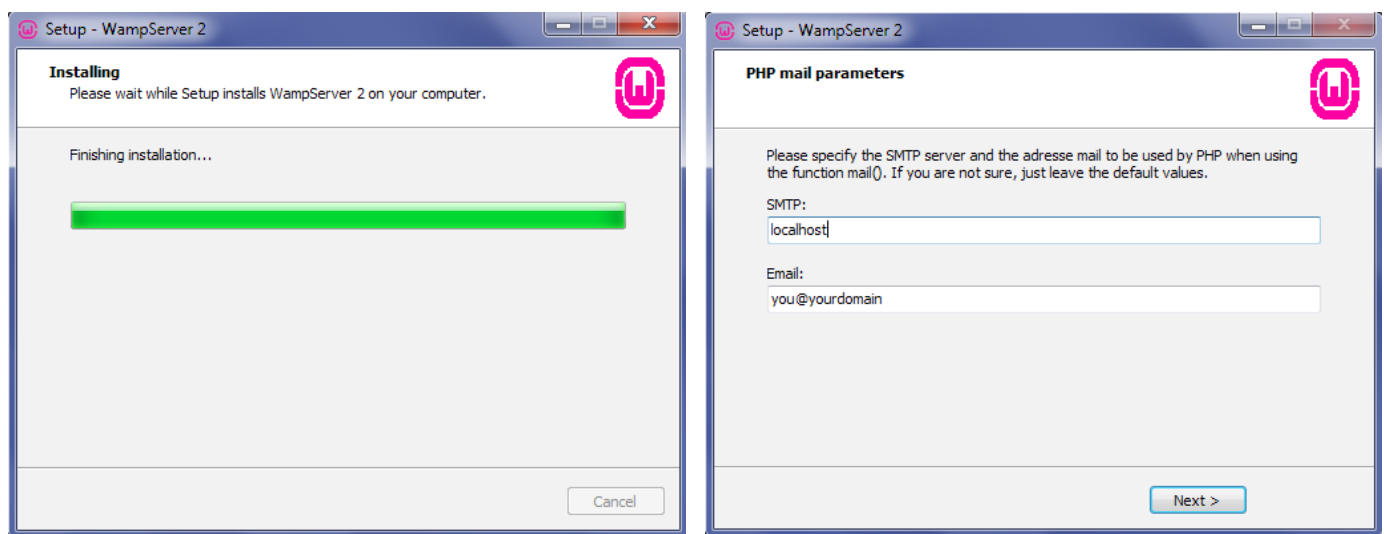 Setup - WampServer 2
Installing
Please wait while Setup installs WampServer 2 on your computer.
Finishing installation...
Cancel
Setup - WampServer 2
PHP mail parameters
Please specify the SMTP server and the adresse mail to be used by PHP when using
the function mail(). If you are not sure, just leave the default values.
SMTP:
localhost
Email:
you@yourdomain
Next >